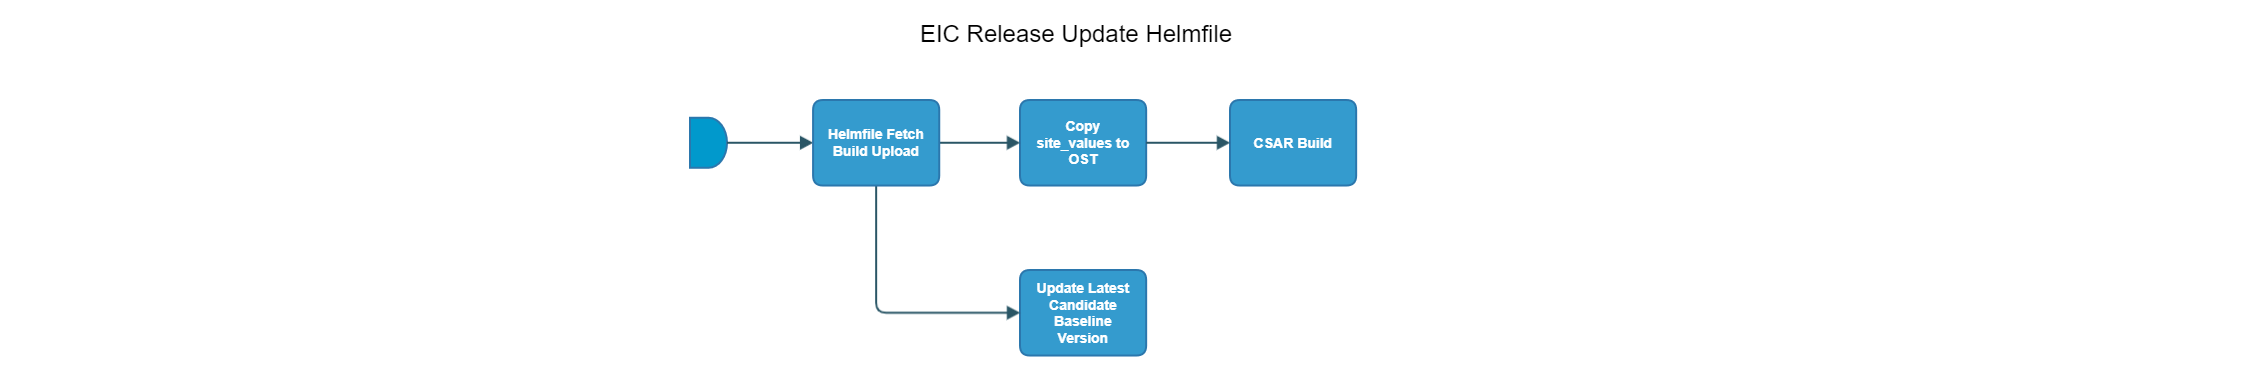 EIC Release Update Helmfile
Helmfile Fetch
Build Upload
Copy
site_values to
OST
CSAR Build
Update Latest
Candidate
Baseline
Version